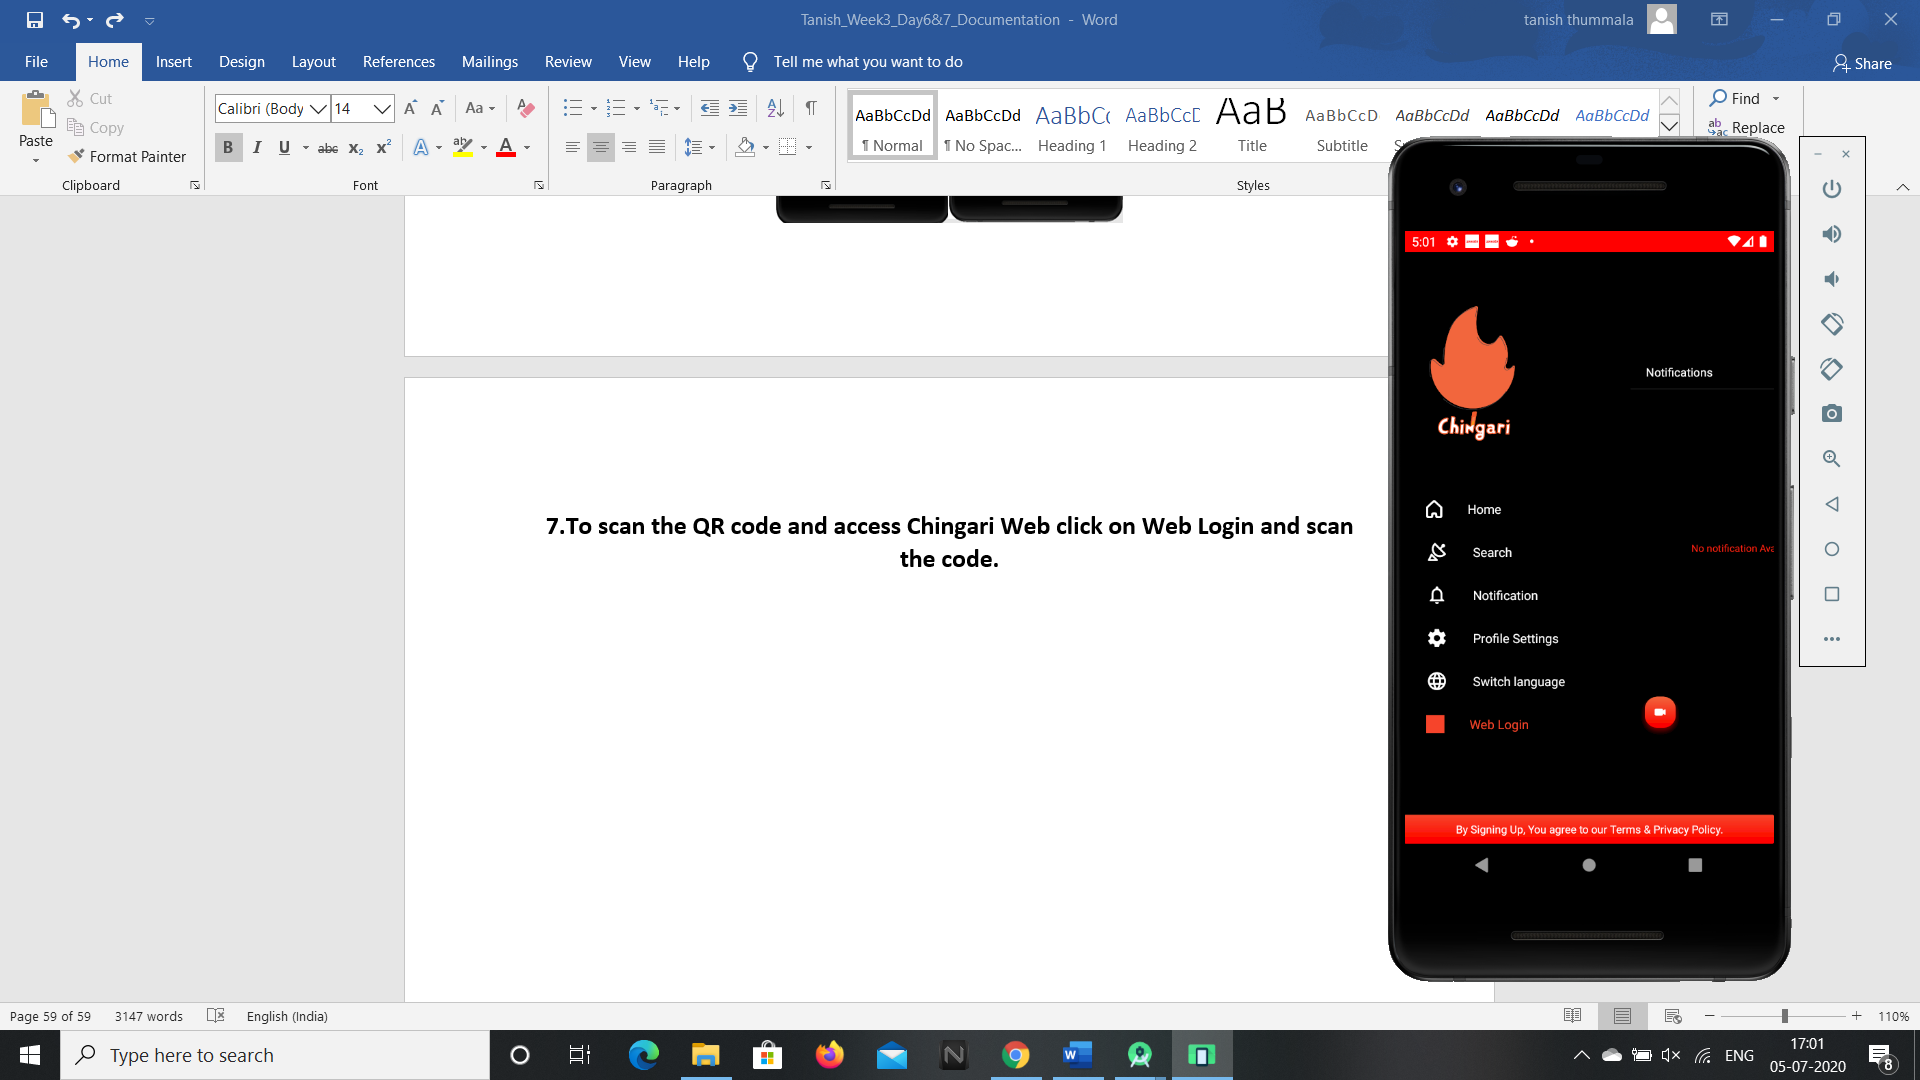 Tanish_Week3_Day6&7_Documentation - Word
tanish thummala
File Home Insert Design Layout References Mailings Review View Help Tell me what you want to do
Share
Paste
Cut
Copy
Format Painter
Clipboard
Calibri (Body 14
Font
Paragraph
AaBbCcDd AaBbCcDd AaBbCc AaBbCcD AaB AaBbCcD AaBbCcDd AaBbCcDd AaBbCcDd
¶ Normal ¶ No Spac... Heading 1 Heading 2 Title Subtitle
Styles
Find
Replace
7.To scan the QR code and access Chingari Web click on Web Login and scan
the code.
5:01
Chingari
Notifications
Home
Search
No notification Ava
Notification
Profile Settings
Switch language
Web Login
By Signing Up, You agree to our Terms & Privacy Policy.
Page 59 of 59 3147 words English (India)
110%
Type here to search
ENG
17:01
05-07-2020
8